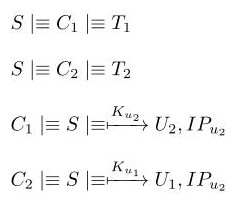 S |≡ C₁ |≡ T₁
S |≡ C₂ |≡ T₂
C₁ |≡ S |≡ ⟼^{K_{u₂}} U₂, IP_{u₂}
C₂ |≡ S |≡ ⟼^{K_{u₁}} U₁, IP_{u₂}